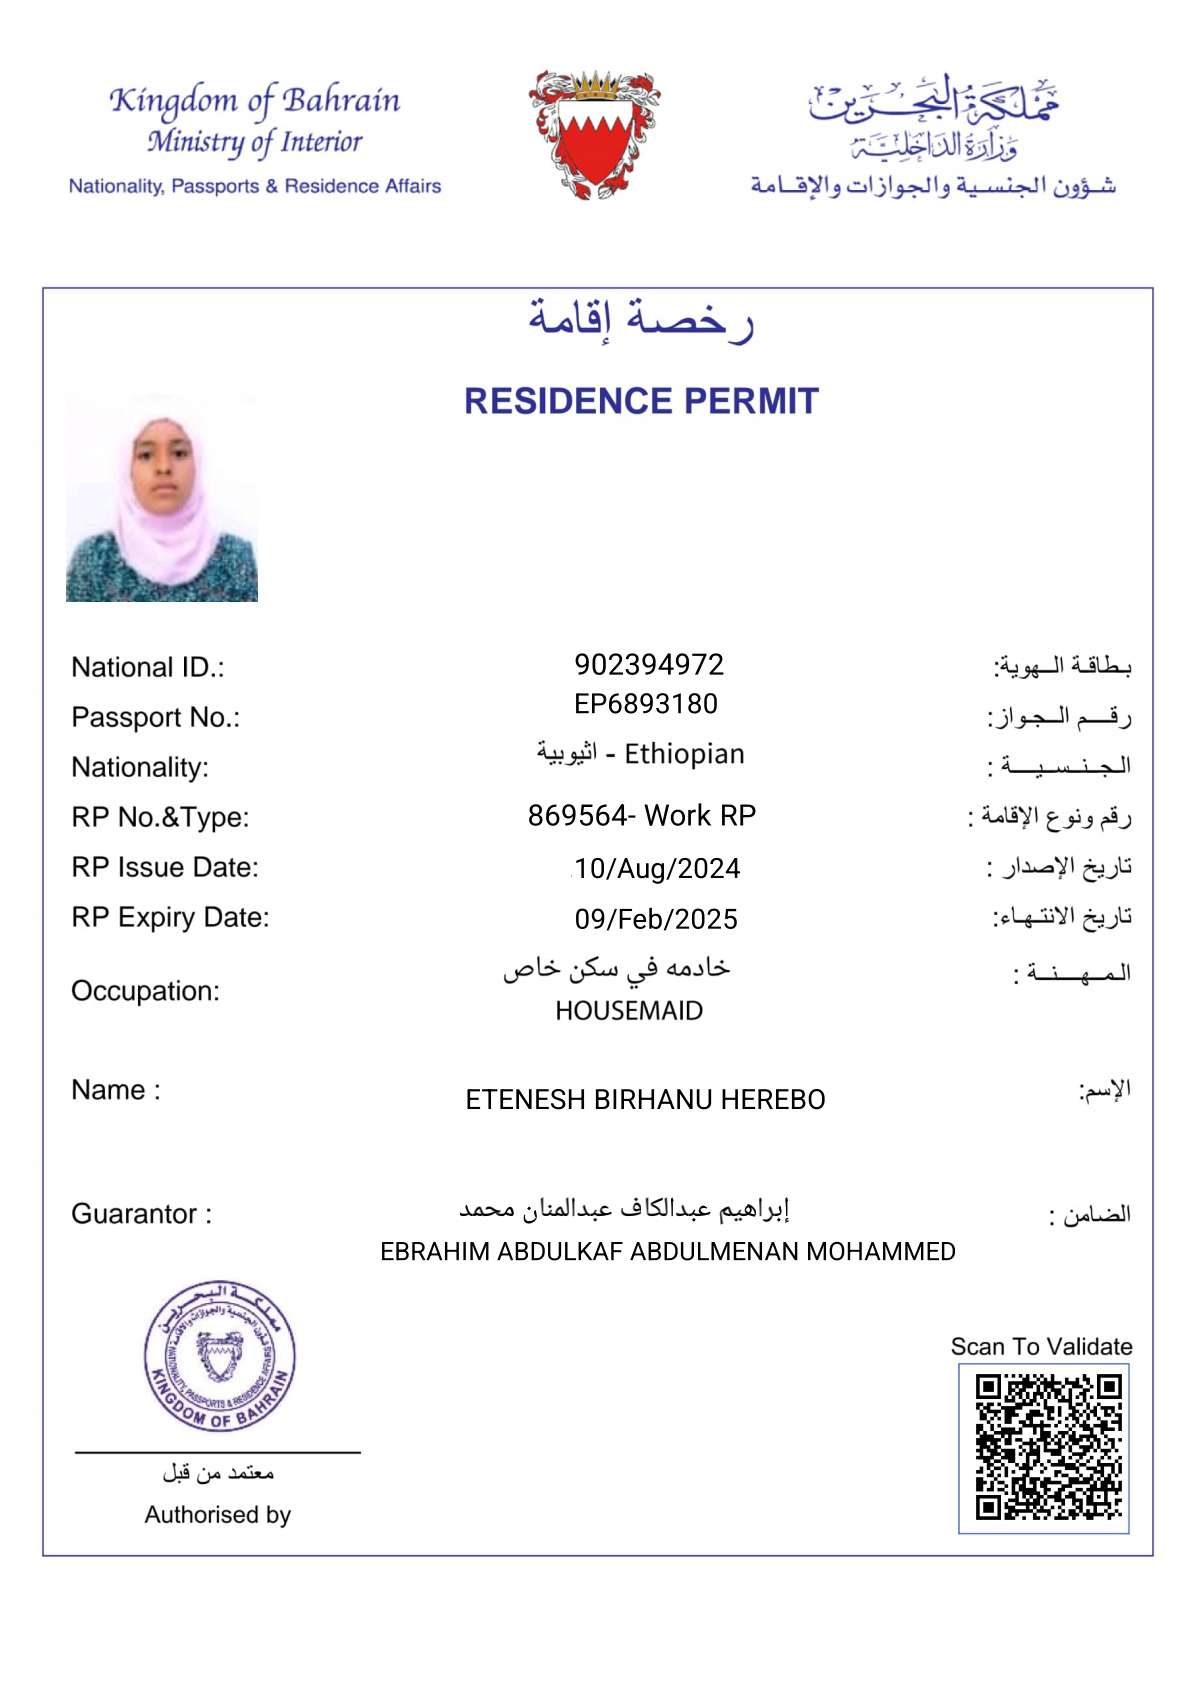 Kingdom of Bahrain
Ministry of Interior
Nationality, Passports & Residence Affairs
مملكة البحرين
وزارة الداخلية
شؤون الجنسية والجوازات والإقامة
رخصة إقامة
RESIDENCE PERMIT
National ID.: 902394972 بطاقة الهوية:
Passport No.: EP6893180 رقم الجواز:
Nationality: اثيوبية - Ethiopian الجنسية :
RP No.&Type: 869564- Work RP رقم ونوع الإقامة :
RP Issue Date: 10/Aug/2024 تاريخ الإصدار :
RP Expiry Date: 09/Feb/2025 تاريخ الانتهاء:
Occupation: خادمه في سكن خاص المهنة :
HOUSEMAID
Name : ETENESH BIRHANU HEREBO الإسم:
Guarantor : إبراهيم عبدالكاف عبدالمنان محمد الضامن :
EBRAHIM ABDULKAF ABDULMENAN MOHAMMED
مملكة البحرين
شؤون الجنسية والجوازات والإقامة
NATIONALITY, PASSPORTS & RESIDENCE AFFAIRS
KINGDOM OF BAHRAIN
Scan To Validate
معتمد من قبل
Authorised by